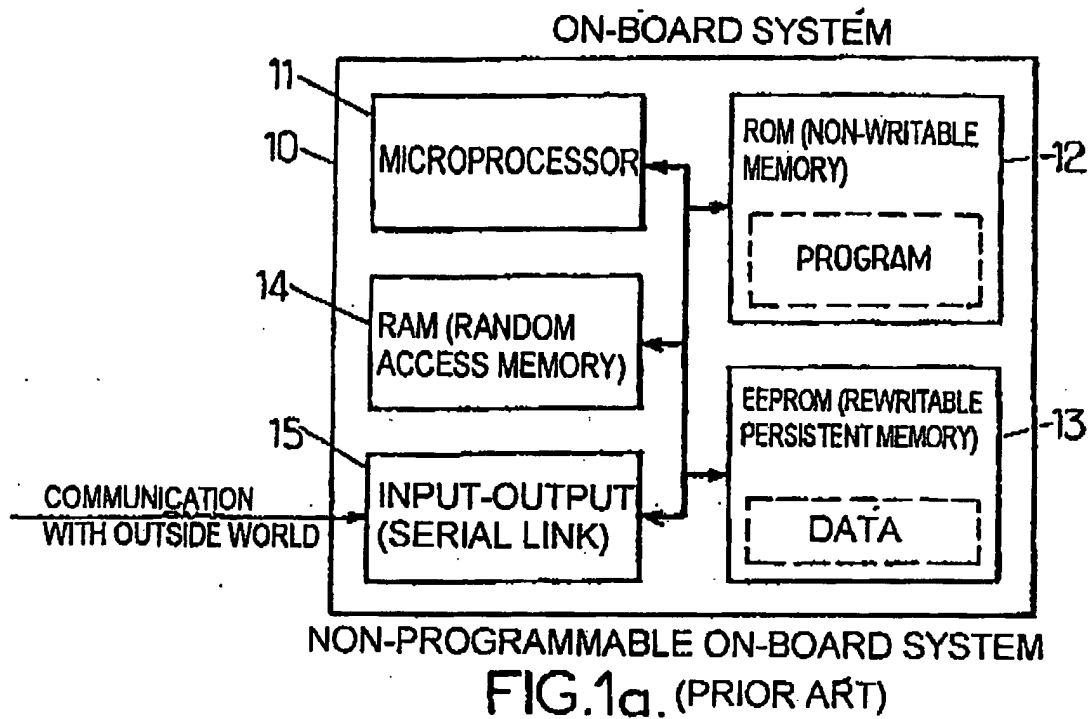 ON-BOARD SYSTEM
11
10
MICROPROCESSOR
ROM (NON-WRITABLE
MEMORY)
12
PROGRAM
14
RAM (RANDOM
ACCESS MEMORY)
EEPROM (REWRITABLE
PERSISTENT MEMORY)
13
DATA
15
INPUT-OUTPUT
(SERIAL LINK)
COMMUNICATION
WITH OUTSIDE WORLD
NON-PROGRAMMABLE ON-BOARD SYSTEM
FIG.1a. (PRIOR ART)